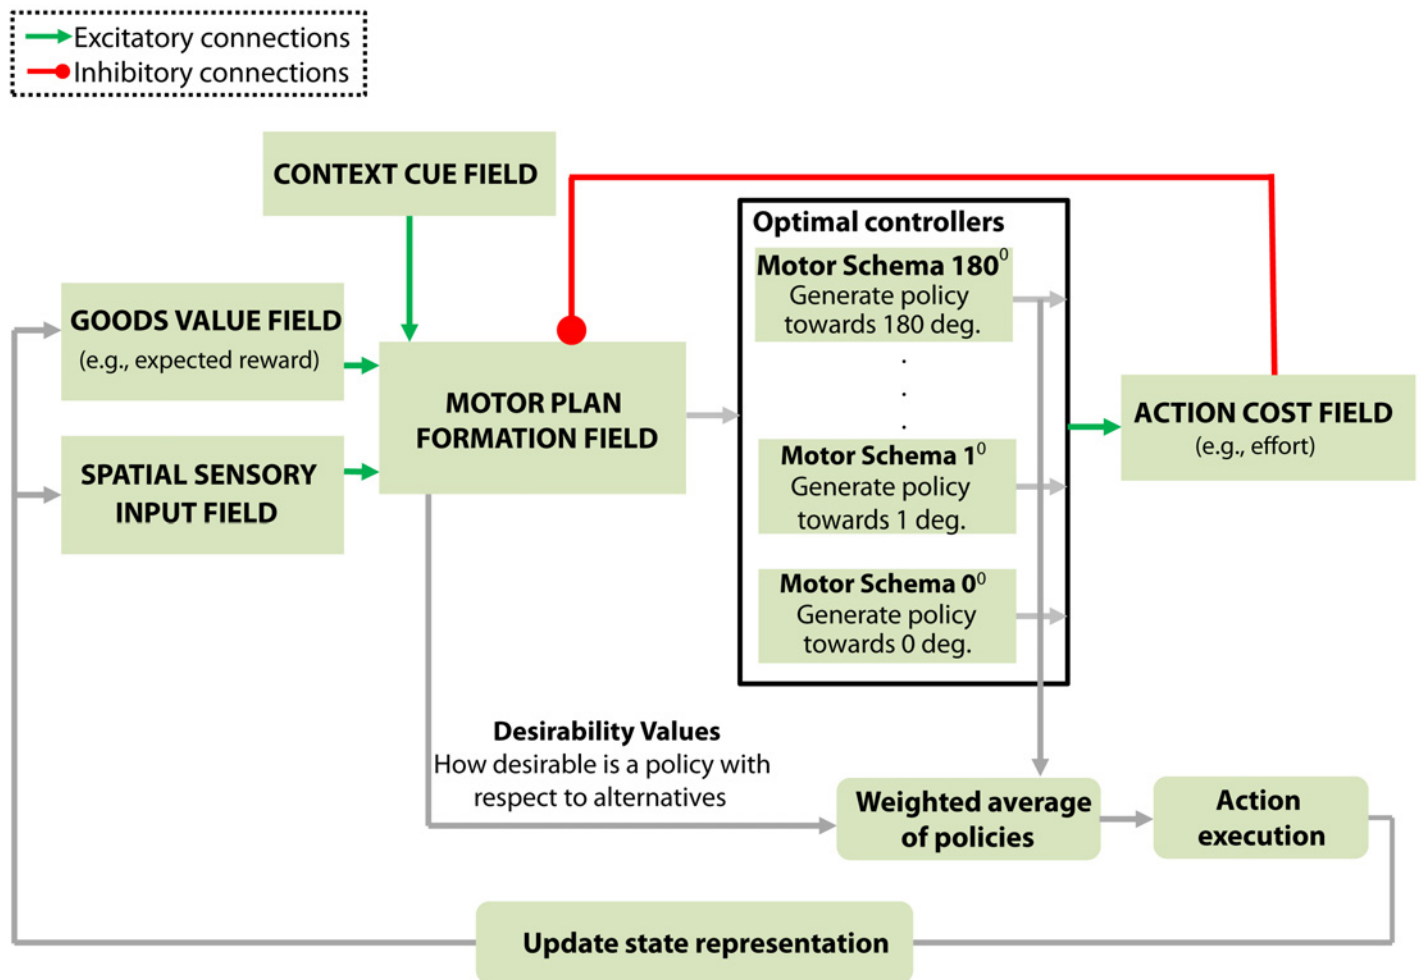 Excitatory connections
Inhibitory connections
CONTEXT CUE FIELD
GOODS VALUE FIELD
(e.g., expected reward)
SPATIAL SENSORY
INPUT FIELD
MOTOR PLAN
FORMATION FIELD
Optimal controllers
Motor Schema 180⁰
Generate policy
towards 180 deg.
.
.
.
Motor Schema 1⁰
Generate policy
towards 1 deg.
Motor Schema 0⁰
Generate policy
towards 0 deg.
ACTION COST FIELD
(e.g., effort)
Desirability Values
How desirable is a policy with
respect to alternatives
Weighted average
of policies
Action
execution
Update state representation